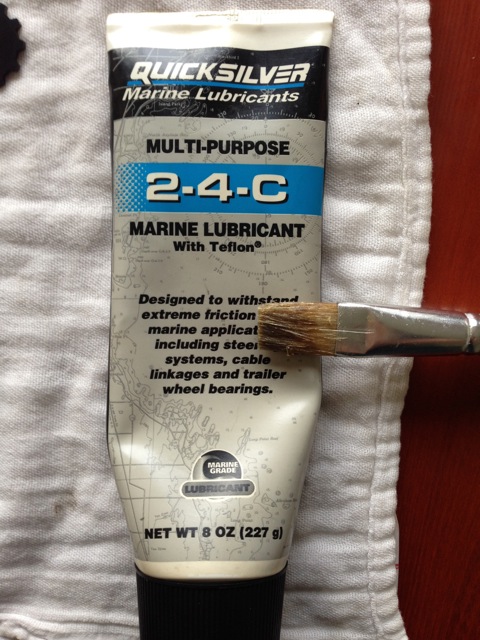 QUICKSILVER
Marine Lubricants
MULTI-PURPOSE
2-4-C
MARINE LUBRICANT
With Teflon®
Designed to withstand
extreme friction
marine applicat
including stee
systems, cable
linkages and trailer
wheel bearings.
MARINE
GRADE
LUBRICANT
NET WT 8 OZ (227 g)